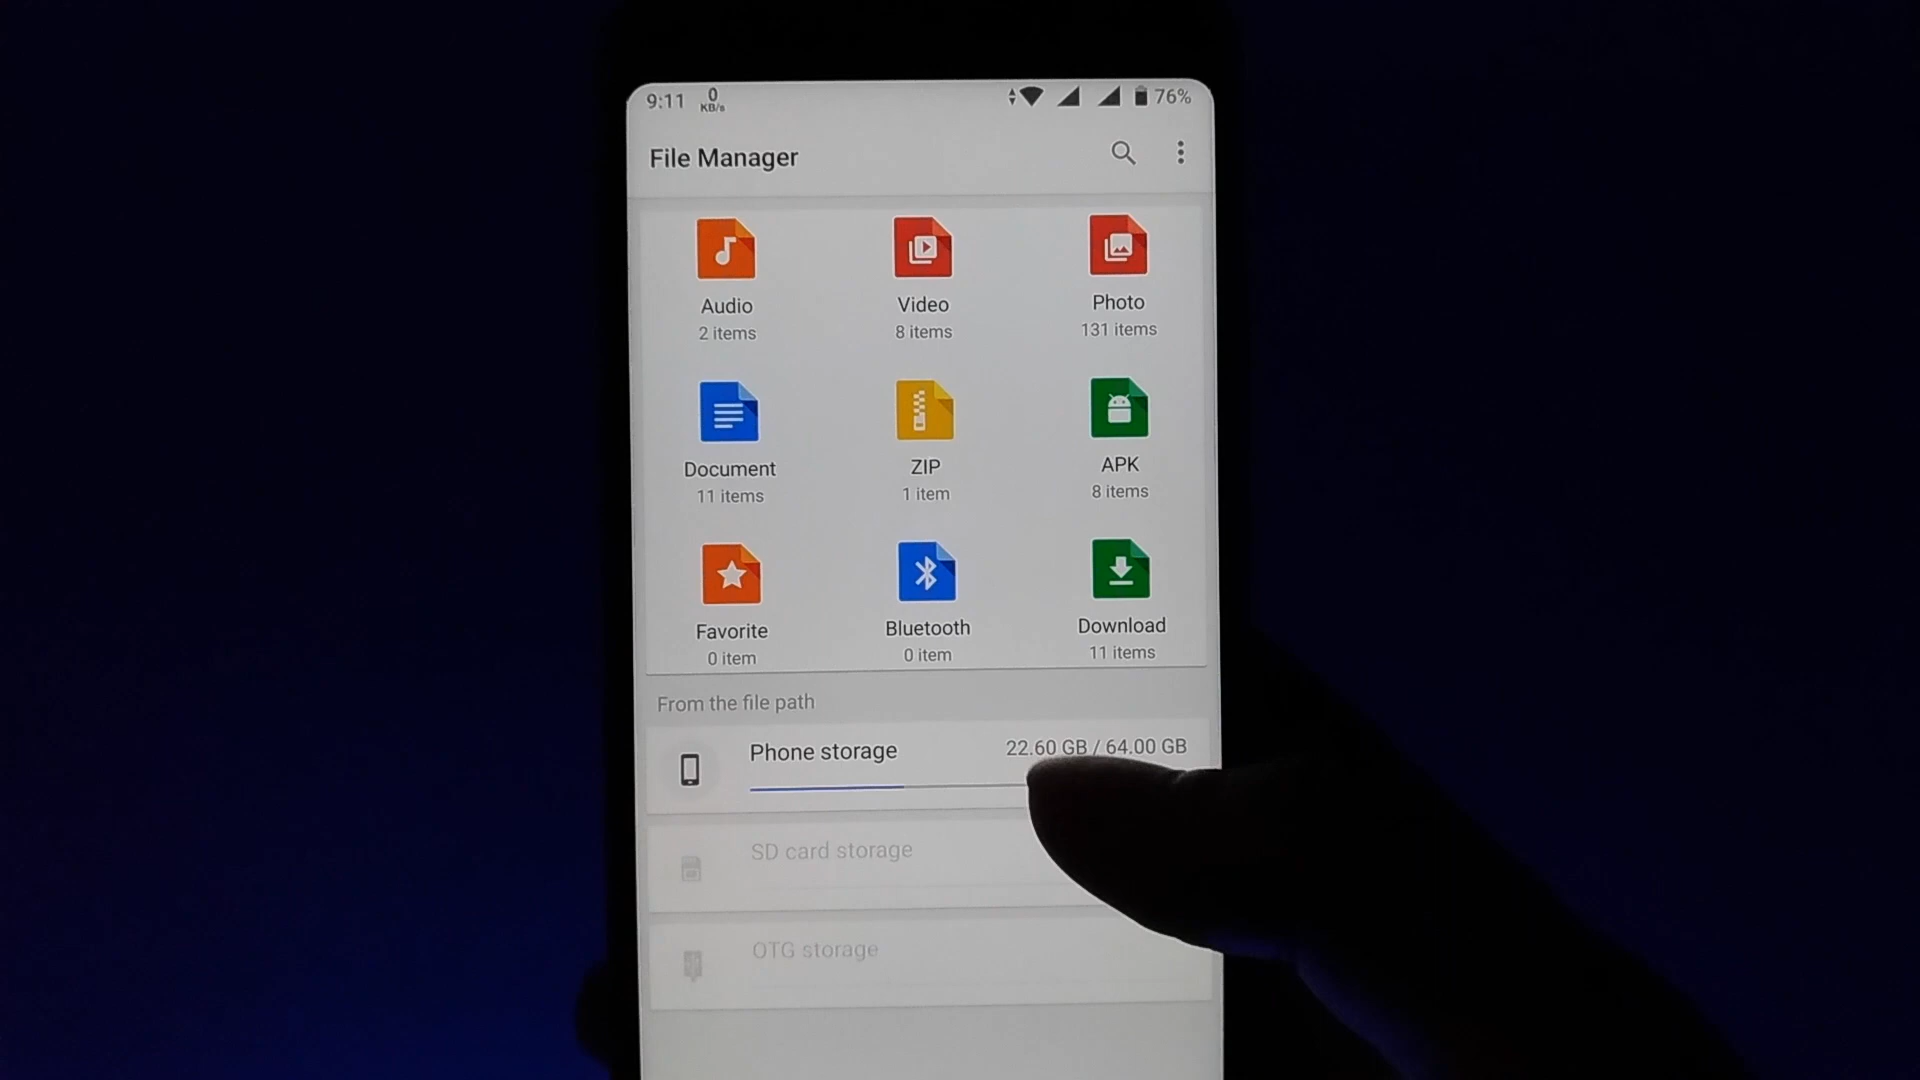 9:11 0 KB/s 76%
File Manager
Audio Video Photo
2 items 8 items 131 items
Document ZIP APK
11 items 1 item 8 items
Favorite Bluetooth Download
0 item 0 item 11 items
From the file path
Phone storage 22.60 GB / 64.00 GB
SD card storage
OTG storage